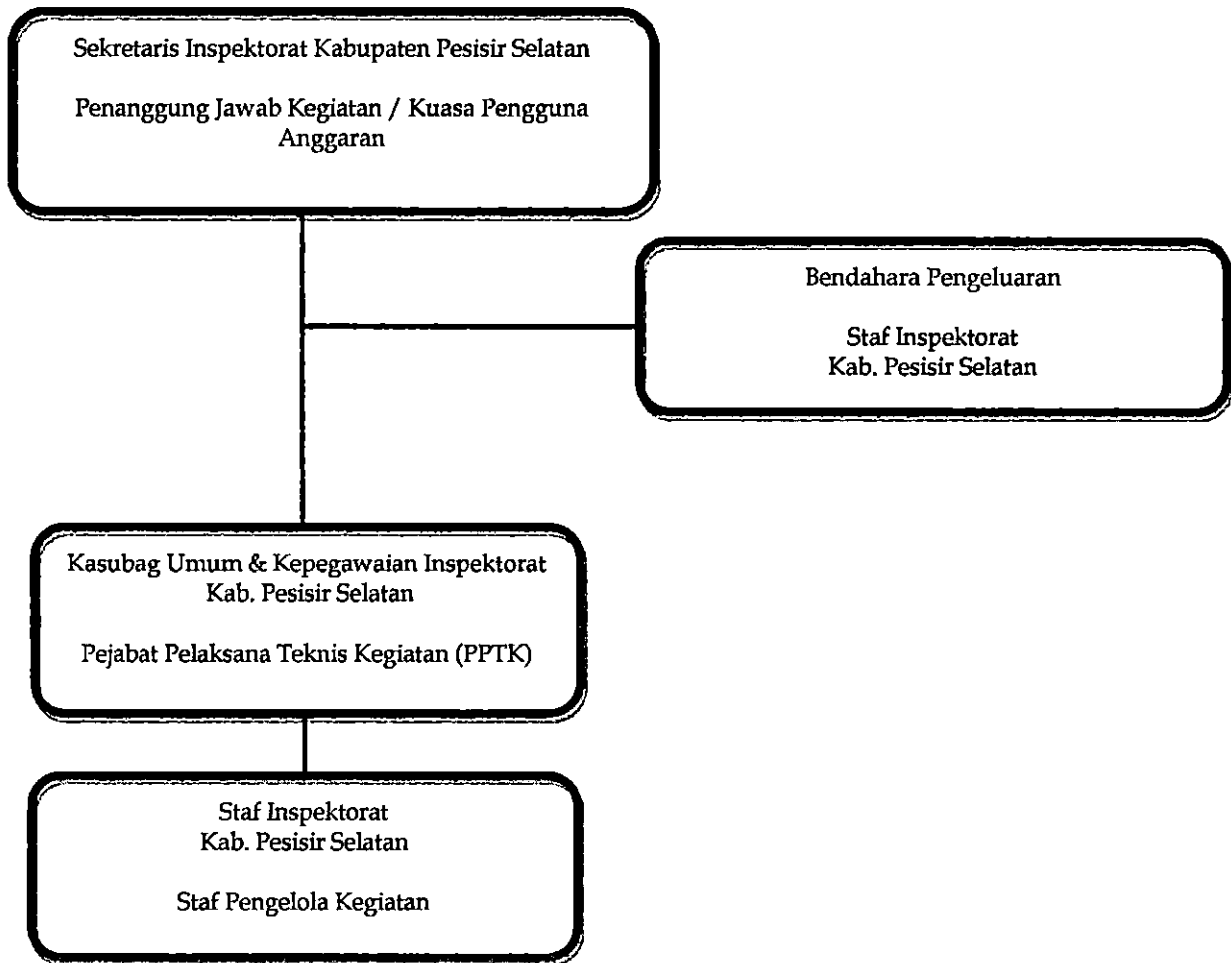 Sekretaris Inspektorat Kabupaten Pesisir Selatan
Penanggung Jawab Kegiatan / Kuasa Pengguna
Anggaran
Bendahara Pengeluaran
Staf Inspektorat
Kab. Pesisir Selatan
Kasubag Umum & Kepegawaian Inspektorat
Kab. Pesisir Selatan
Pejabat Pelaksana Teknis Kegiatan (PPTK)
Staf Inspektorat
Kab. Pesisir Selatan
Staf Pengelola Kegiatan